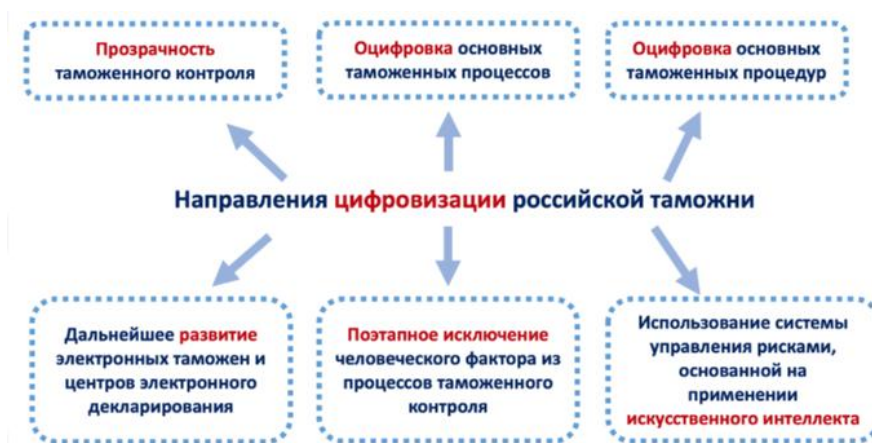 Прозрачность
таможенного контроля
Оцифровка основных
таможенных процессов
Оцифровка основных
таможенных процедур
Направления цифровизации российской таможни
Дальнейшее развитие
электронных таможен и
центров электронного
декларирования
Поэтапное исключение
человеческого фактора из
процессов таможенного
контроля
Использование системы
управления рисками,
основанной на
применении
искусственного интеллекта